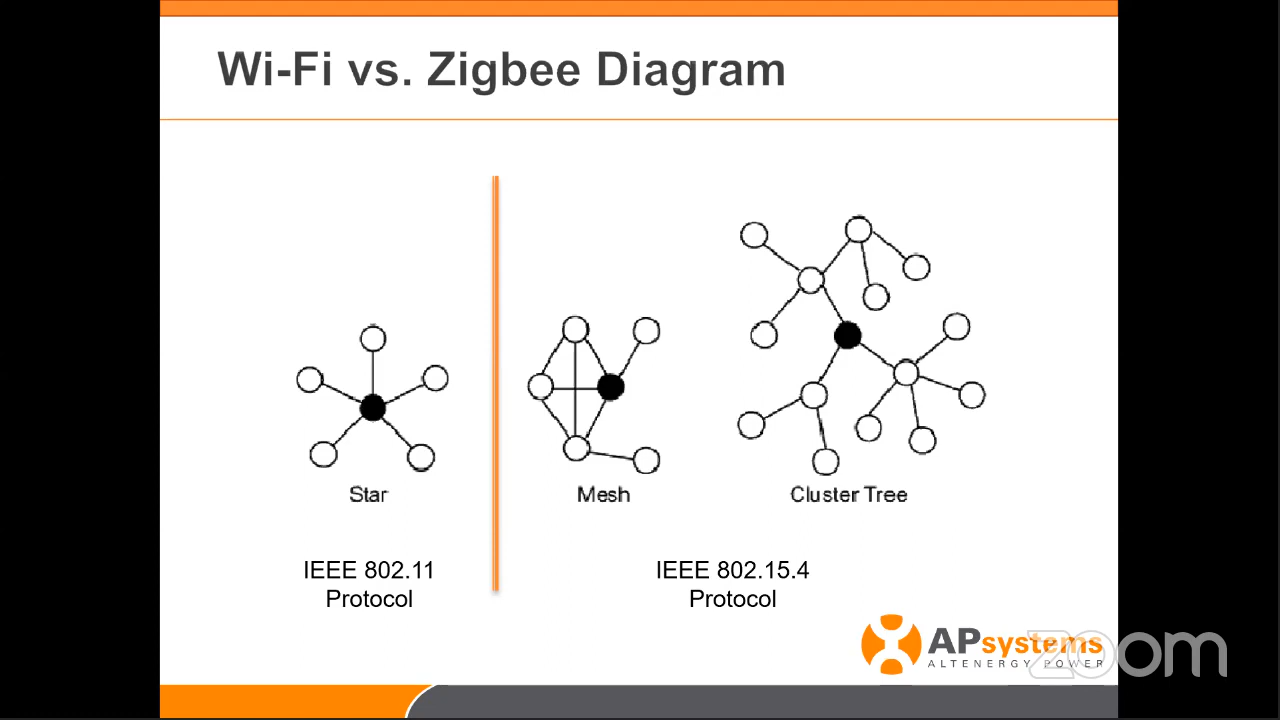 Wi-Fi vs. Zigbee Diagram
Star
Mesh
Cluster Tree
IEEE 802.11
Protocol
IEEE 802.15.4
Protocol
APsystems
ALTENERGY POWER
zoom